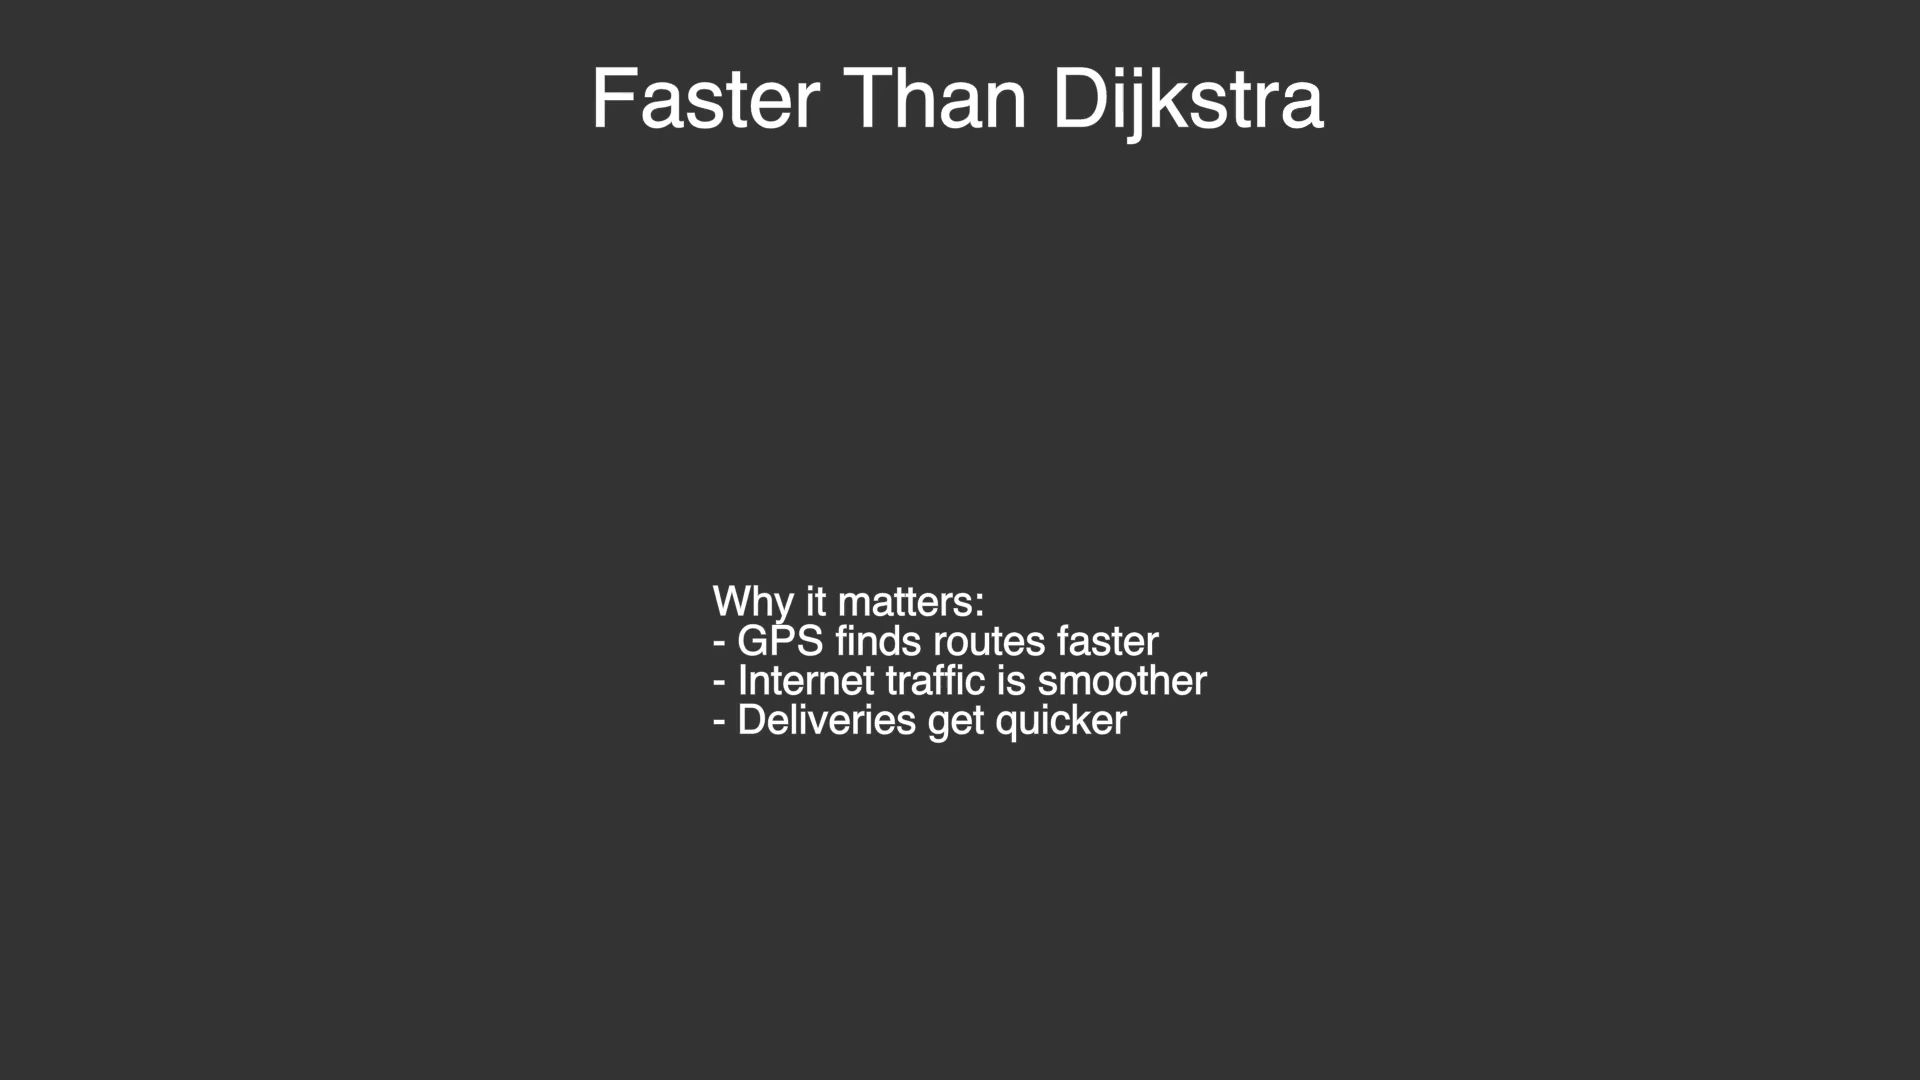 Faster Than Dijkstra
Why it matters:
- GPS finds routes faster
- Internet traffic is smoother
- Deliveries get quicker